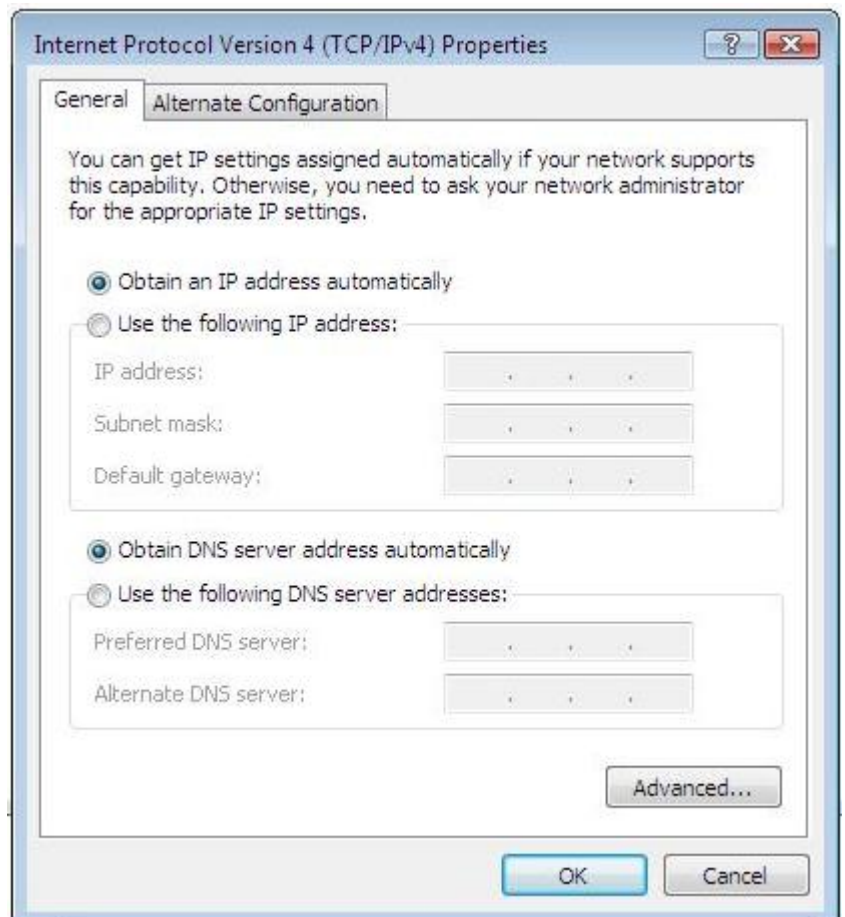 Internet Protocol Version 4 (TCP/IPv4) Properties
?
General
Alternate Configuration
You can get IP settings assigned automatically if your network supports
this capability. Otherwise, you need to ask your network administrator
for the appropriate IP settings.
Obtain an IP address automatically
Use the following IP address:
IP address:
. . .
Subnet mask:
. . .
Default gateway:
. . .
Obtain DNS server address automatically
Use the following DNS server addresses:
Preferred DNS server:
. . .
Alternate DNS server:
. . .
Advanced...
OK
Cancel